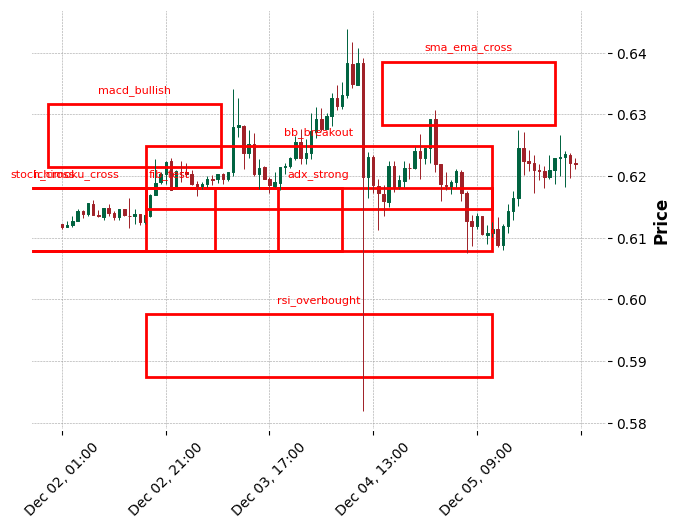 sma_ema_cross
0.64
macd_bullish
0.63
bb_breakout
stoch_cross
ichimoku_cross
fib_test
adx_strong
0.62
0.61
Price
rsi_overbought
0.60
0.59
0.58
Dec 02, 01:00
Dec 02, 21:00
Dec 03, 17:00
Dec 04, 13:00
Dec 05, 09:00